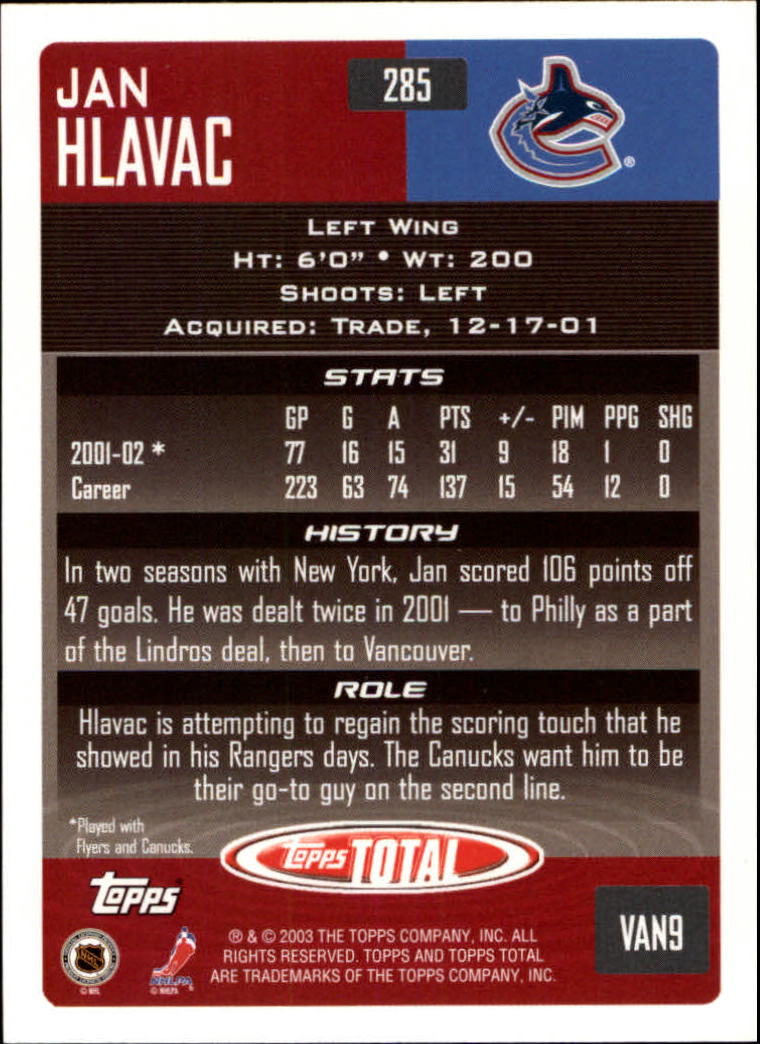 JAN
HLAVAC
285
®
LEFT WING
HT: 6'0" • WT: 200
SHOOTS: LEFT
ACQUIRED: TRADE, 12-17-01
STATS
GP G A PTS +/- PIM PPG SHG
2001-02 * 77 16 15 31 9 18 1 0
Career 223 63 74 137 15 54 12 0
HISTORY
In two seasons with New York, Jan scored 106 points off
47 goals. He was dealt twice in 2001 — to Philly as a part
of the Lindros deal, then to Vancouver.
ROLE
Hlavac is attempting to regain the scoring touch that he
showed in his Rangers days. The Canucks want him to be
their go-to guy on the second line.
*Played with
Flyers and Canucks.
topps TOTAL
topps
VAN9
® & © 2003 THE TOPPS COMPANY, INC. ALL
RIGHTS RESERVED. TOPPS AND TOPPS TOTAL
ARE TRADEMARKS OF THE TOPPS COMPANY, INC.
NHL
© NHL
NHLPA
© NHLPA